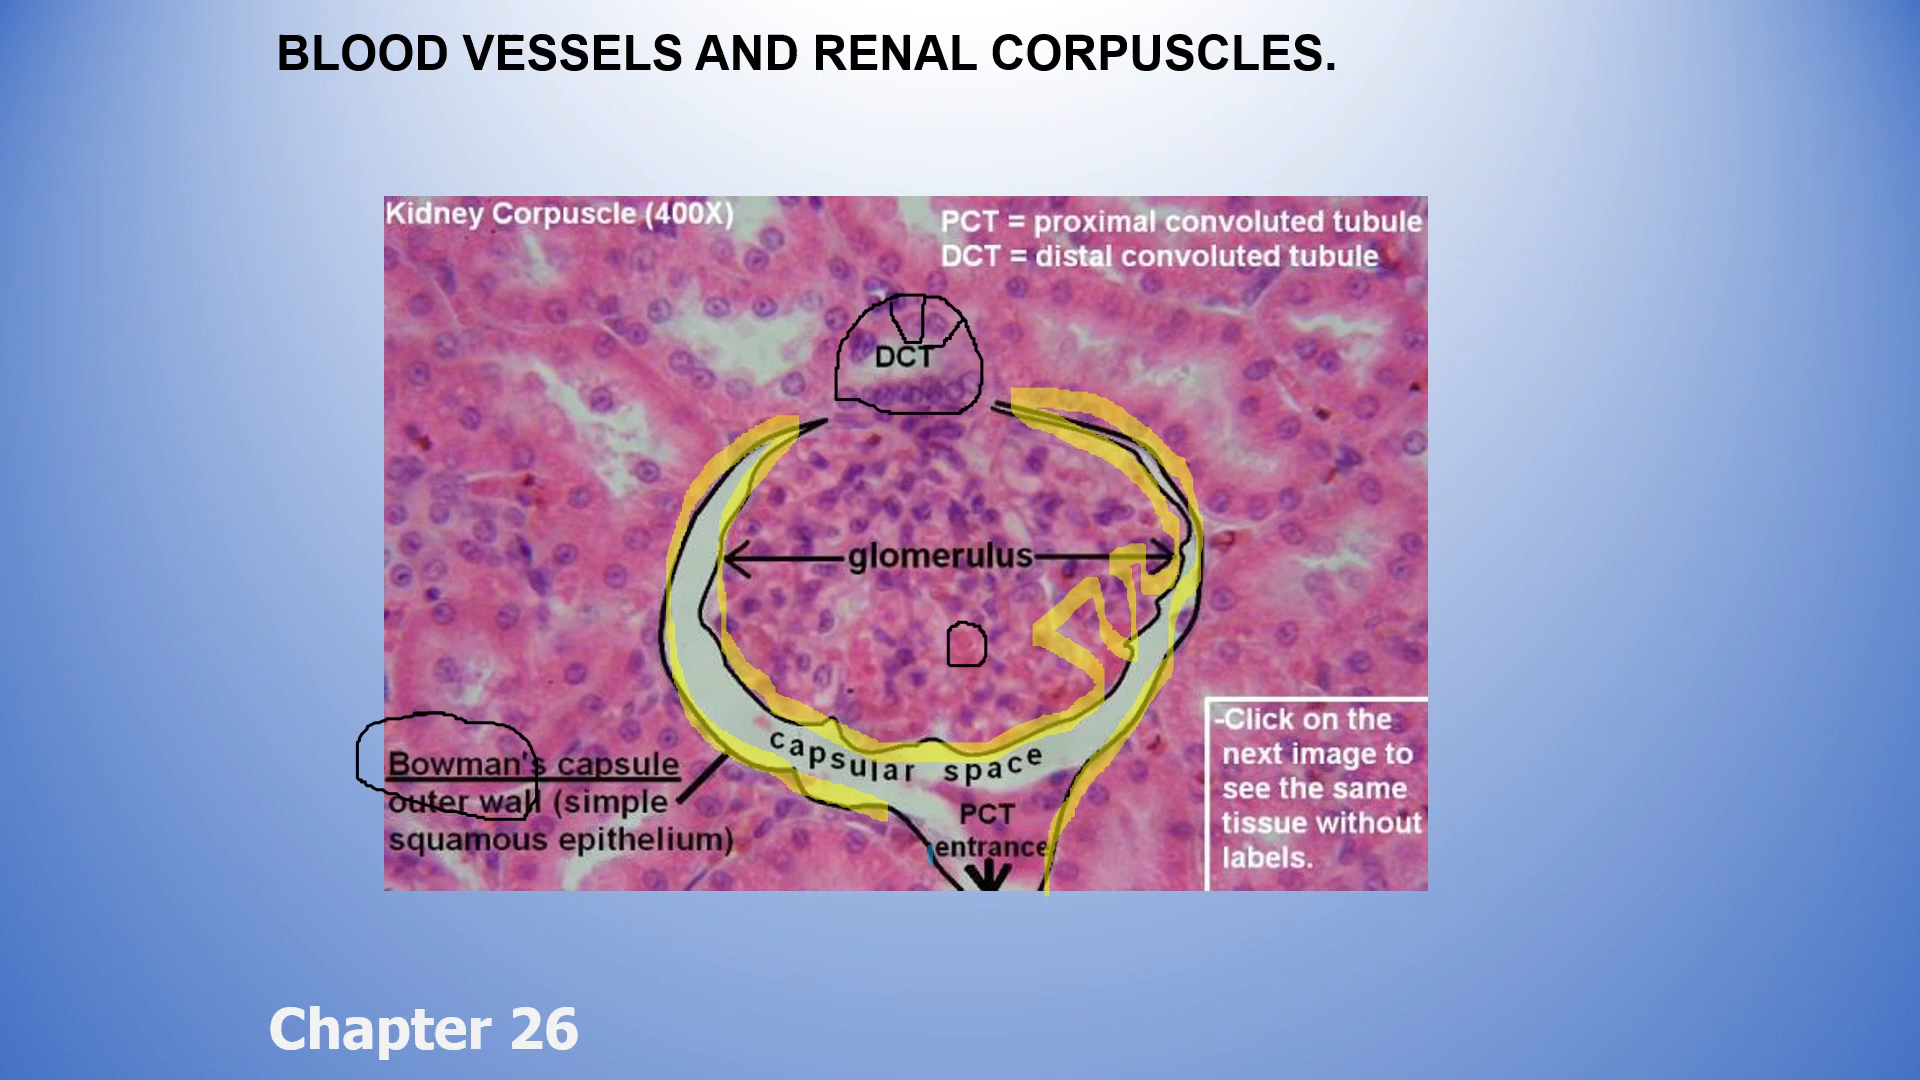 BLOOD VESSELS AND RENAL CORPUSCLES.
Kidney Corpuscle (400X)
PCT = proximal convoluted tubule
DCT = distal convoluted tubule
DCT
glomerulus
capsular space
PCT
entrance
Bowman's capsule
outer wall (simple
squamous epithelium)
-Click on the
next image to
see the same
tissue without
labels.
Chapter 26